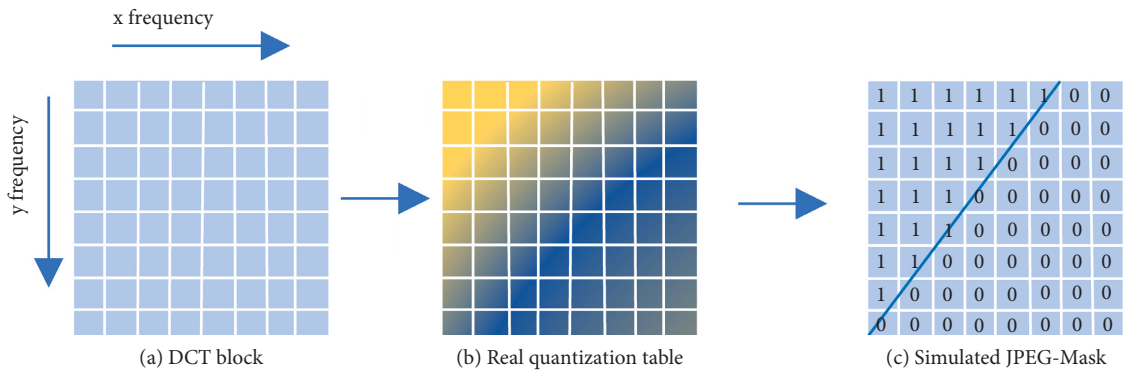 x frequency
y frequency
1 1 1 1 1 1 0 0
1 1 1 1 1 0 0 0
1 1 1 1 0 0 0 0
1 1 1 0 0 0 0 0
1 1 1 0 0 0 0 0
1 1 0 0 0 0 0 0
1 0 0 0 0 0 0 0
0 0 0 0 0 0 0 0
(a) DCT block
(b) Real quantization table
(c) Simulated JPEG-Mask